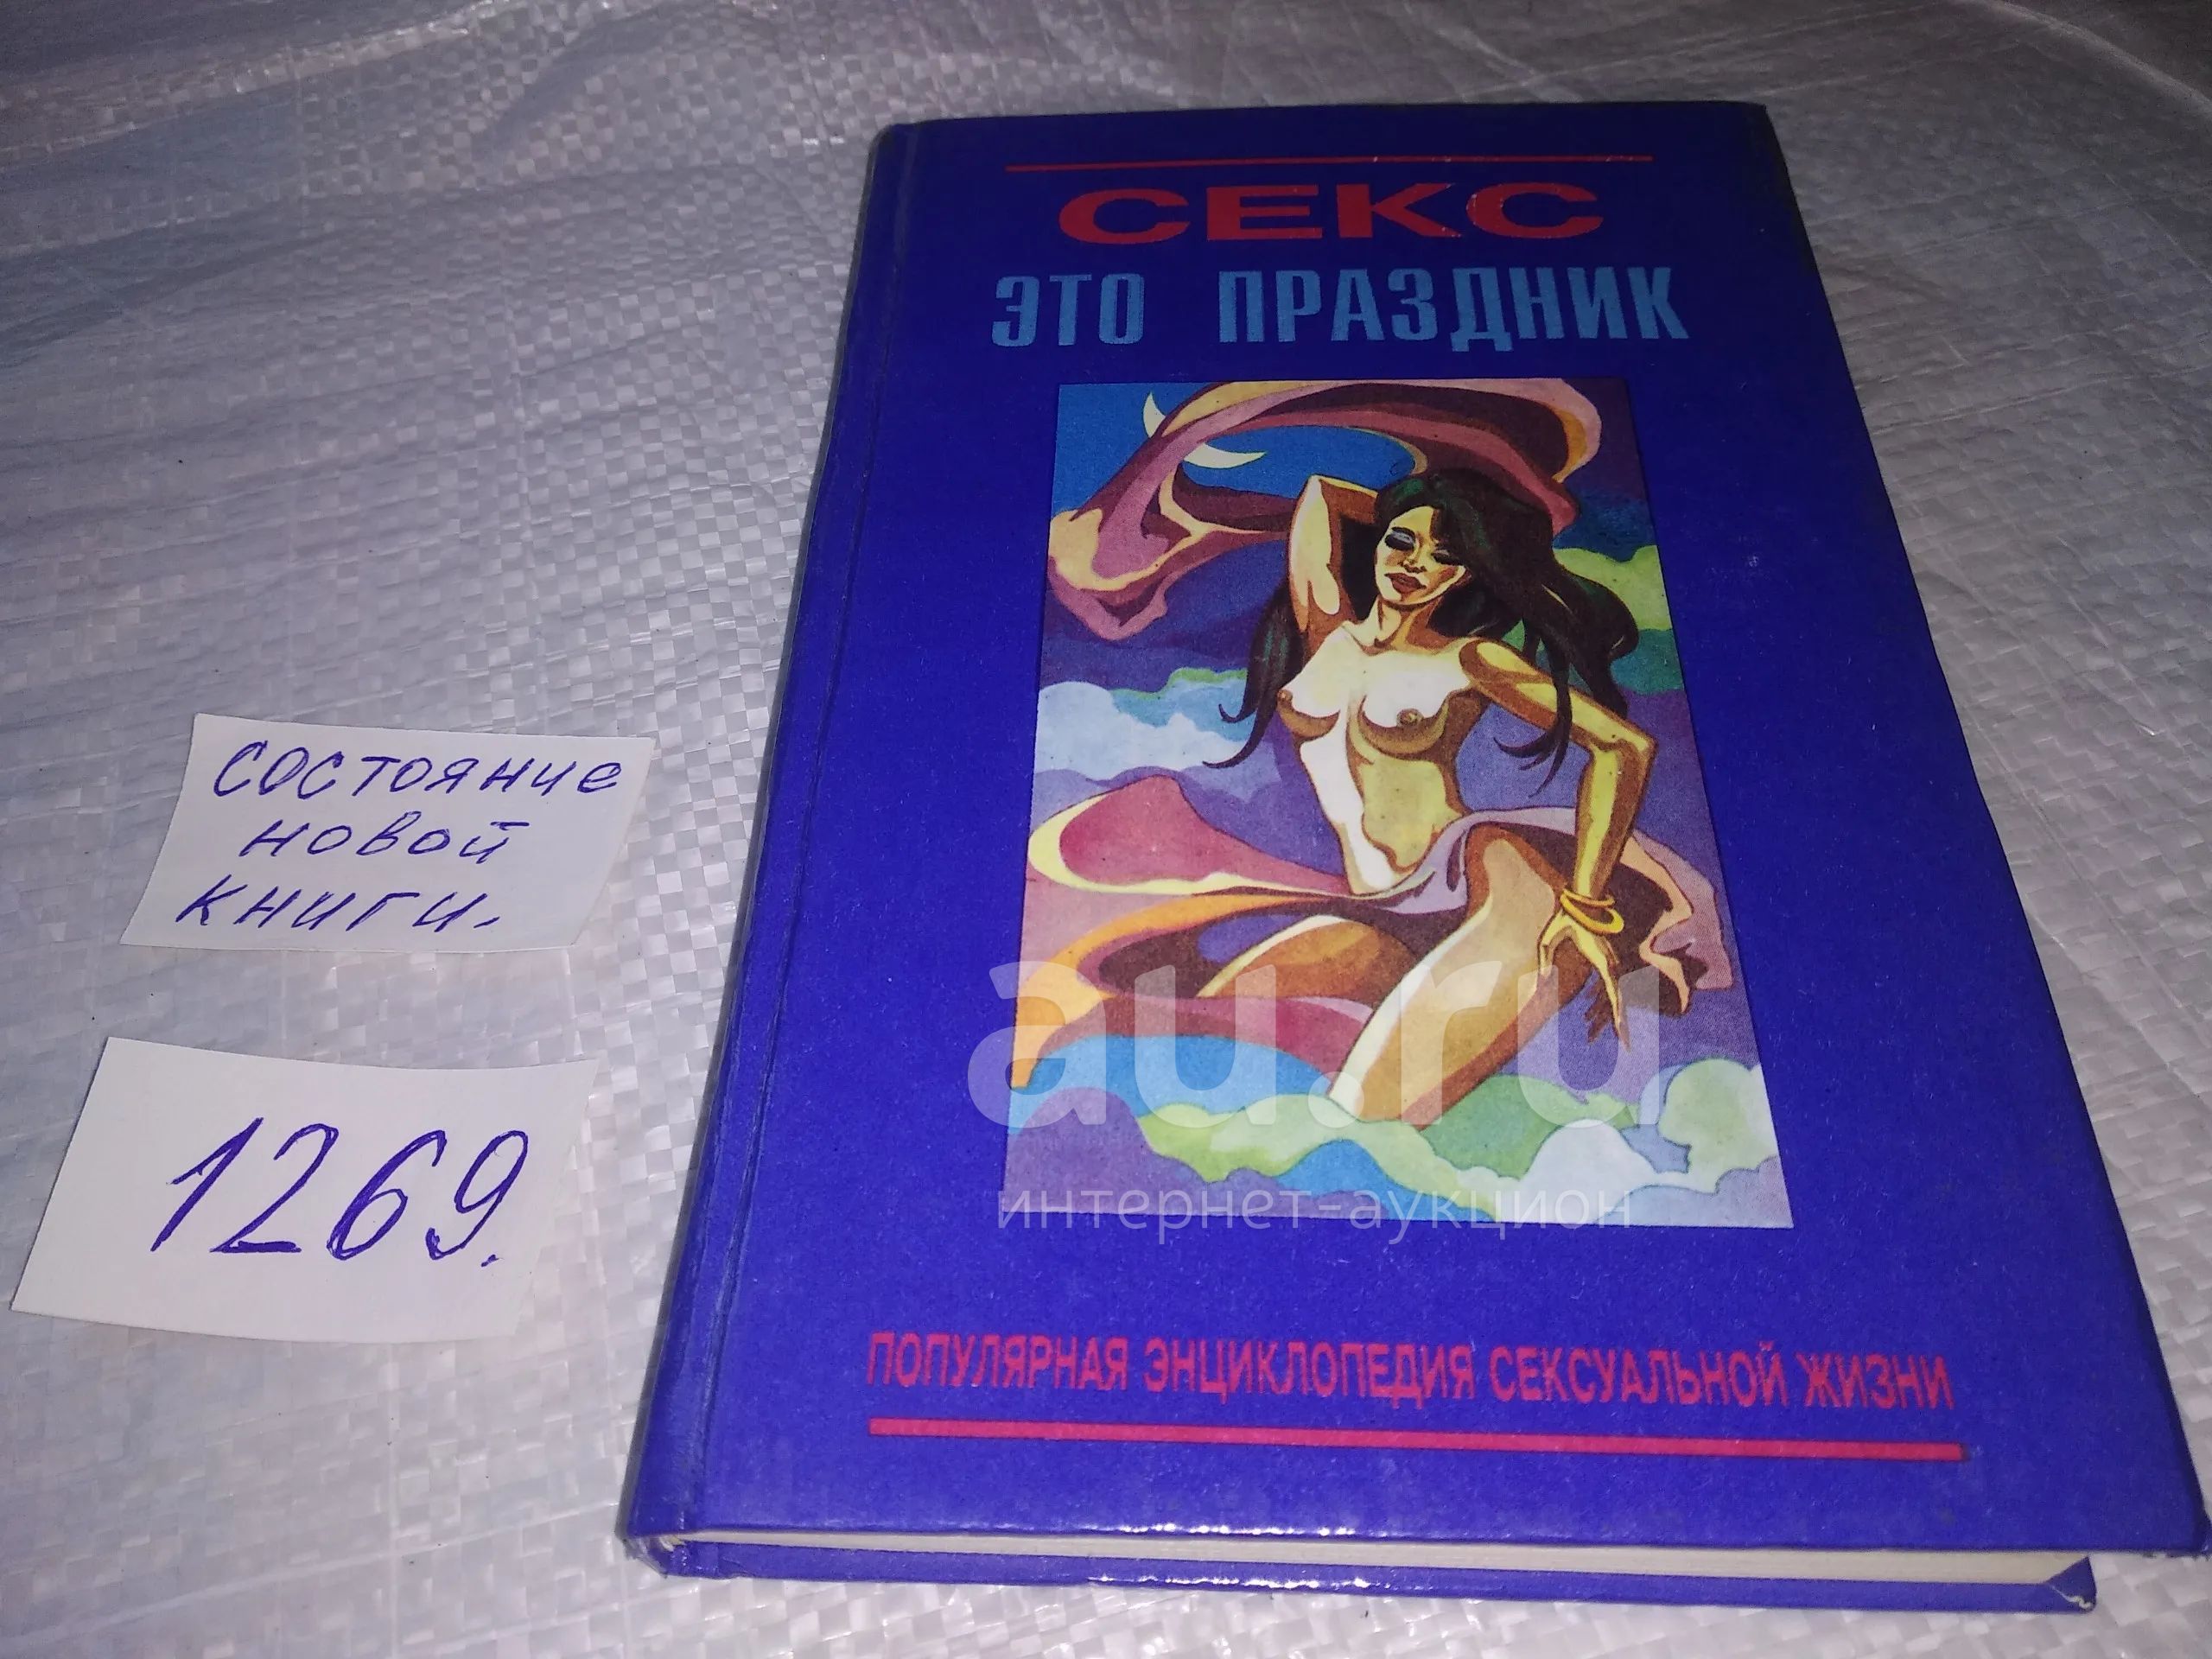 СЕКС
ЭТО ПРАЗДНИК
состояние
новой
книги.
1269.
au.ru
интернет-аукцион
ПОПУЛЯРНАЯ ЭНЦИКЛОПЕДИЯ СЕКСУАЛЬНОЙ ЖИЗНИ